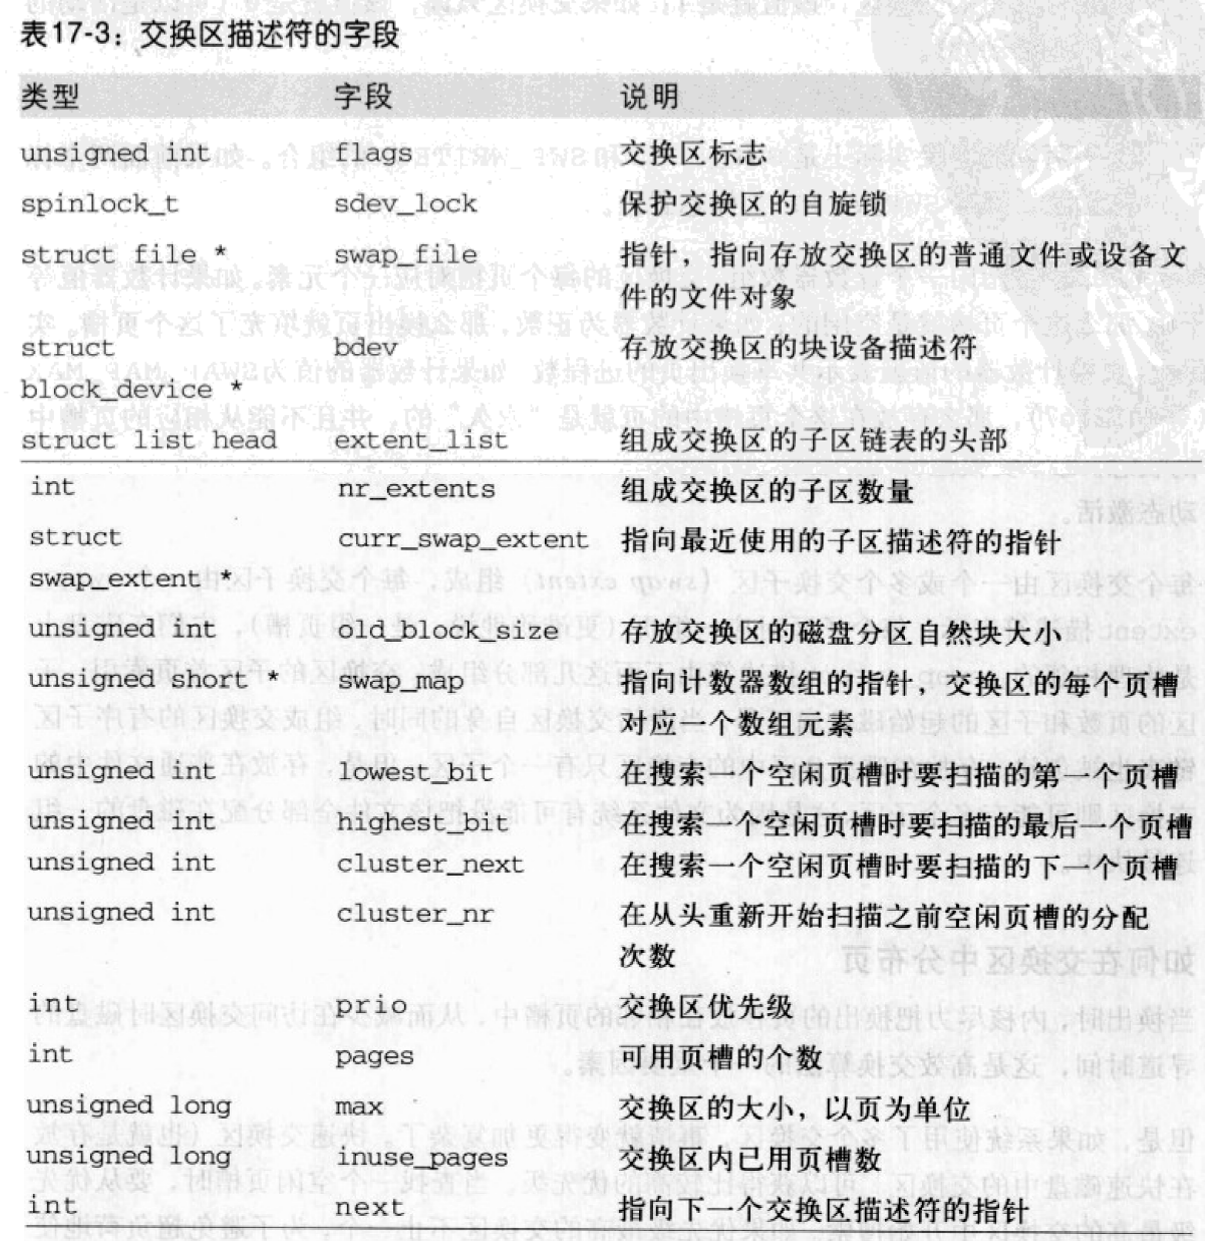 表17-3：交换区描述符的字段
类型 字段 说明
unsigned int flags 交换区标志
spinlock_t sdev_lock 保护交换区的自旋锁
struct file * swap_file 指针，指向存放交换区的普通文件或设备文
件的文件对象
struct bdev 存放交换区的块设备描述符
block_device *
struct list head extent_list 组成交换区的子区链表的头部
int nr_extents 组成交换区的子区数量
struct curr_swap_extent 指向最近使用的子区描述符的指针
swap_extent *
unsigned int old_block_size 存放交换区的磁盘分区自然块大小
unsigned short * swap_map 指向计数器数组的指针，交换区的每个页槽
对应一个数组元素
unsigned int lowest_bit 在搜索一个空闲页槽时要扫描的第一个页槽
unsigned int highest_bit 在搜索一个空闲页槽时要扫描的最后一个页槽
unsigned int cluster_next 在搜索一个空闲页槽时要扫描的下一个页槽
unsigned int cluster_nr 在从头重新开始扫描之前空闲页槽的分配
次数
int prio 交换区优先级
int pages 可用页槽的个数
unsigned long max 交换区的大小，以页为单位
unsigned long inuse_pages 交换区内已用页槽数
int next 指向下一个交换区描述符的指针